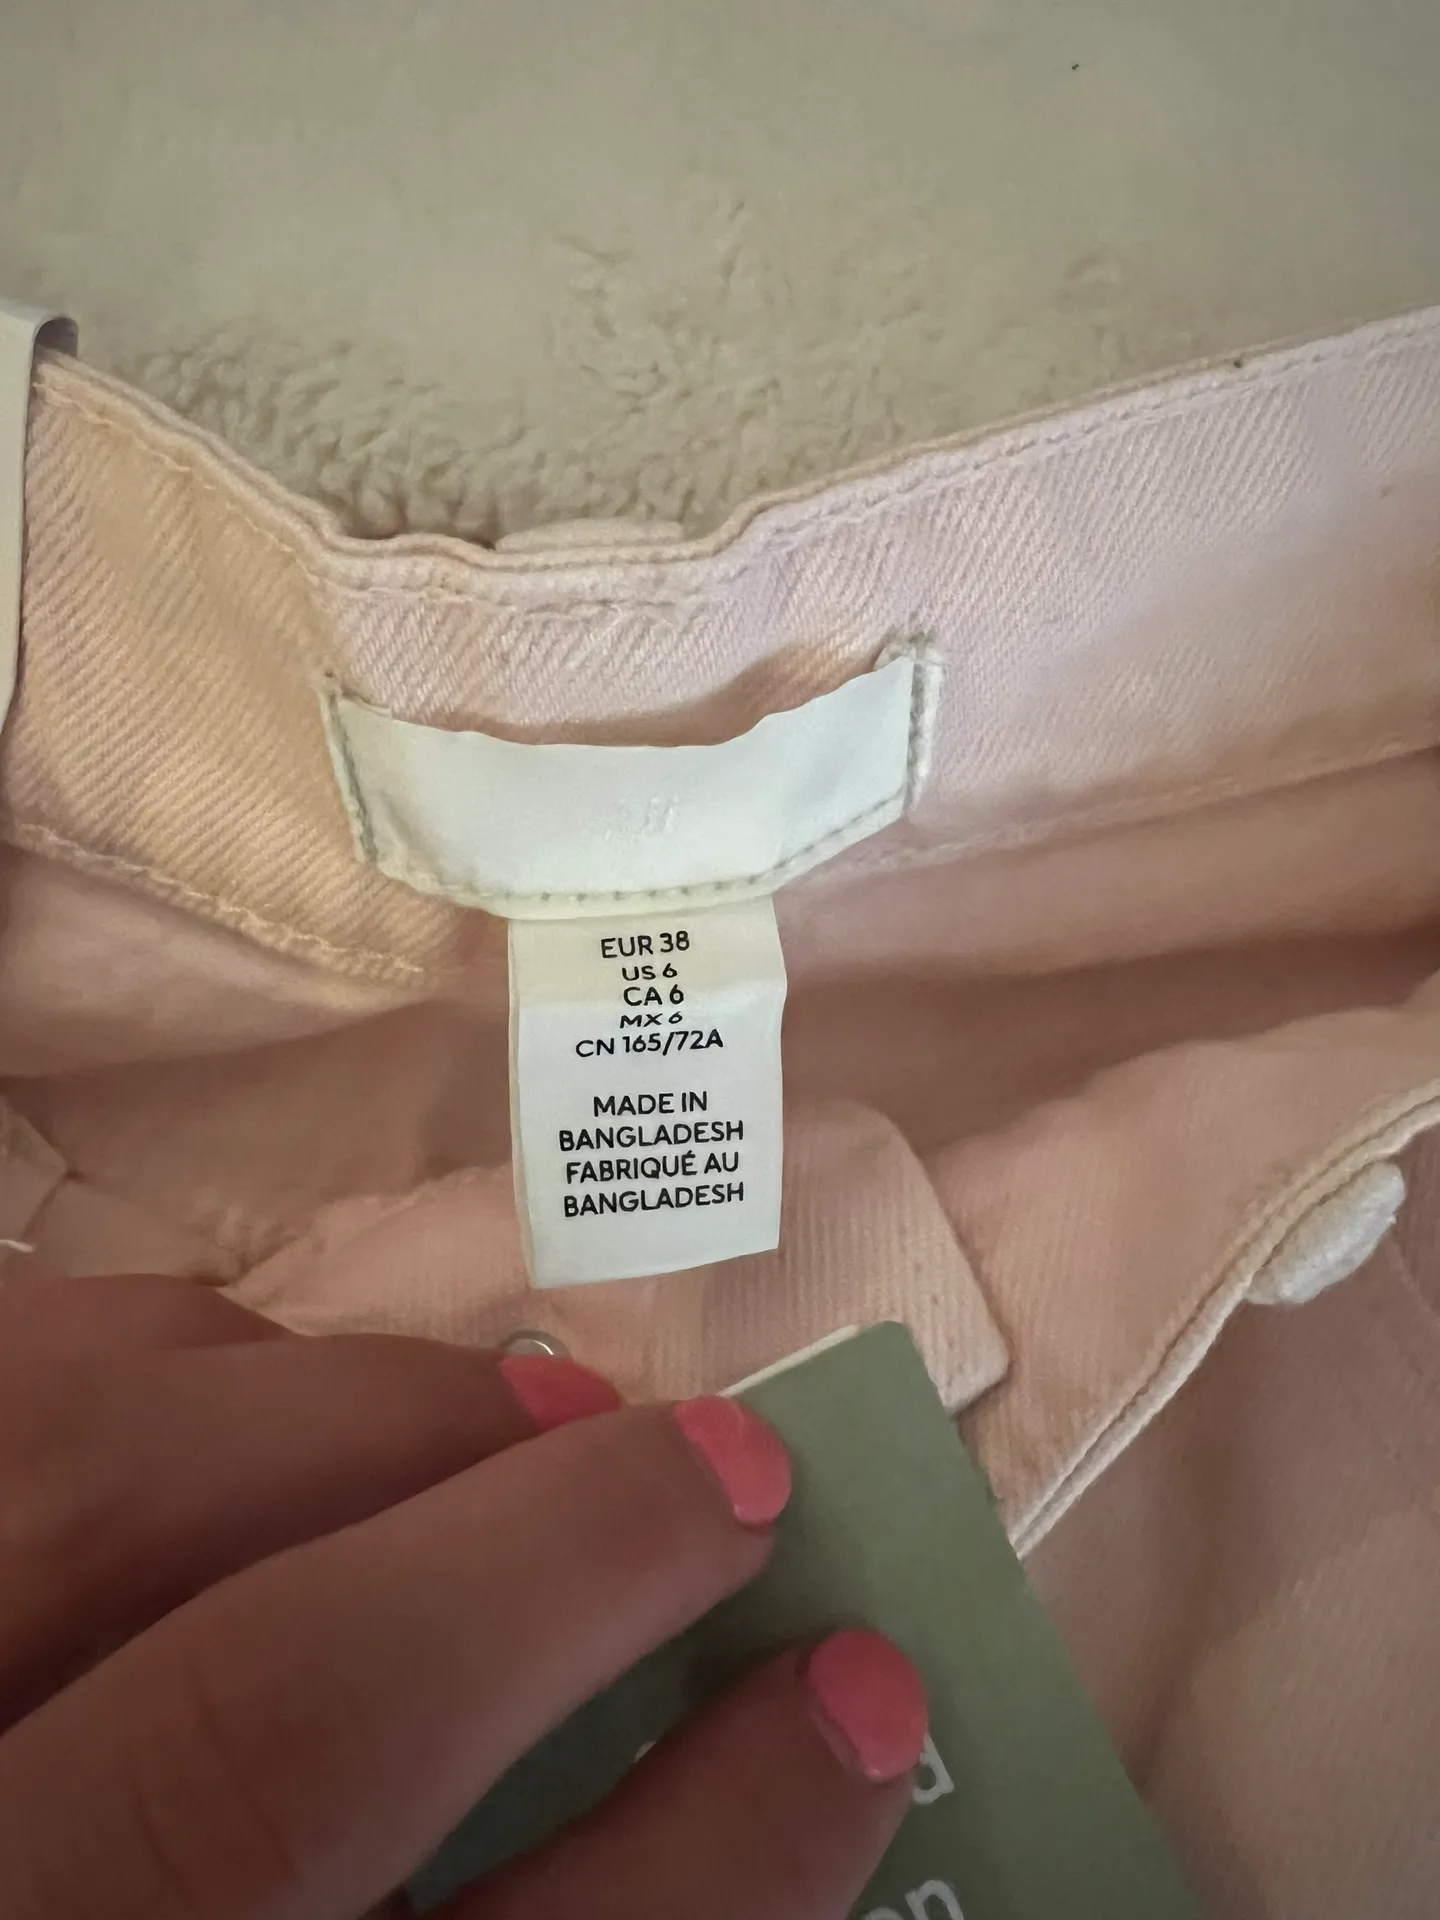 EUR 38
US 6
CA 6
MX 6
CN 165/72A
MADE IN
BANGLADESH
FABRIQUÉ AU
BANGLADESH